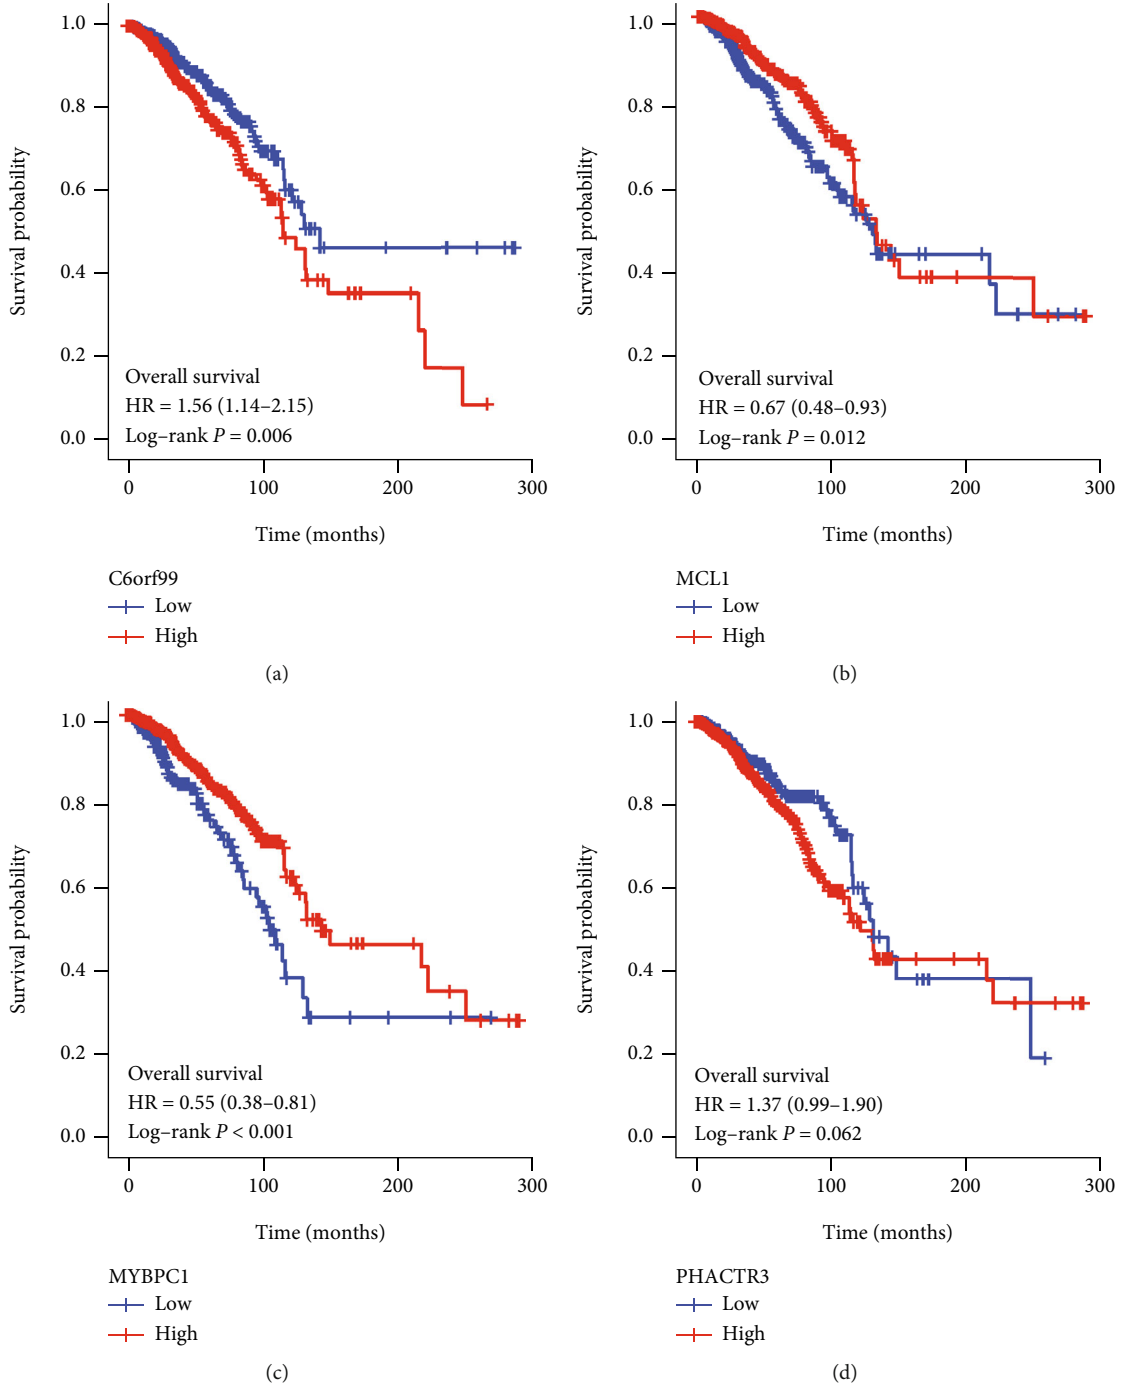 Survival probability
1.0
0.8
0.6
0.4
0.2
0.0
Overall survival
HR = 1.56 (1.14–2.15)
Log–rank P = 0.006
0 100 200 300
Time (months)
C6orf99
Low
High
(a)
Survival probability
1.0
0.8
0.6
0.4
0.2
0.0
Overall survival
HR = 0.67 (0.48–0.93)
Log–rank P = 0.012
0 100 200 300
Time (months)
MCL1
Low
High
(b)
Survival probability
1.0
0.8
0.6
0.4
0.2
0.0
Overall survival
HR = 0.55 (0.38–0.81)
Log–rank P < 0.001
0 100 200 300
Time (months)
MYBPC1
Low
High
(c)
Survival probability
1.0
0.8
0.6
0.4
0.2
0.0
Overall survival
HR = 1.37 (0.99–1.90)
Log–rank P = 0.062
0 100 200 300
Time (months)
PHACTR3
Low
High
(d)